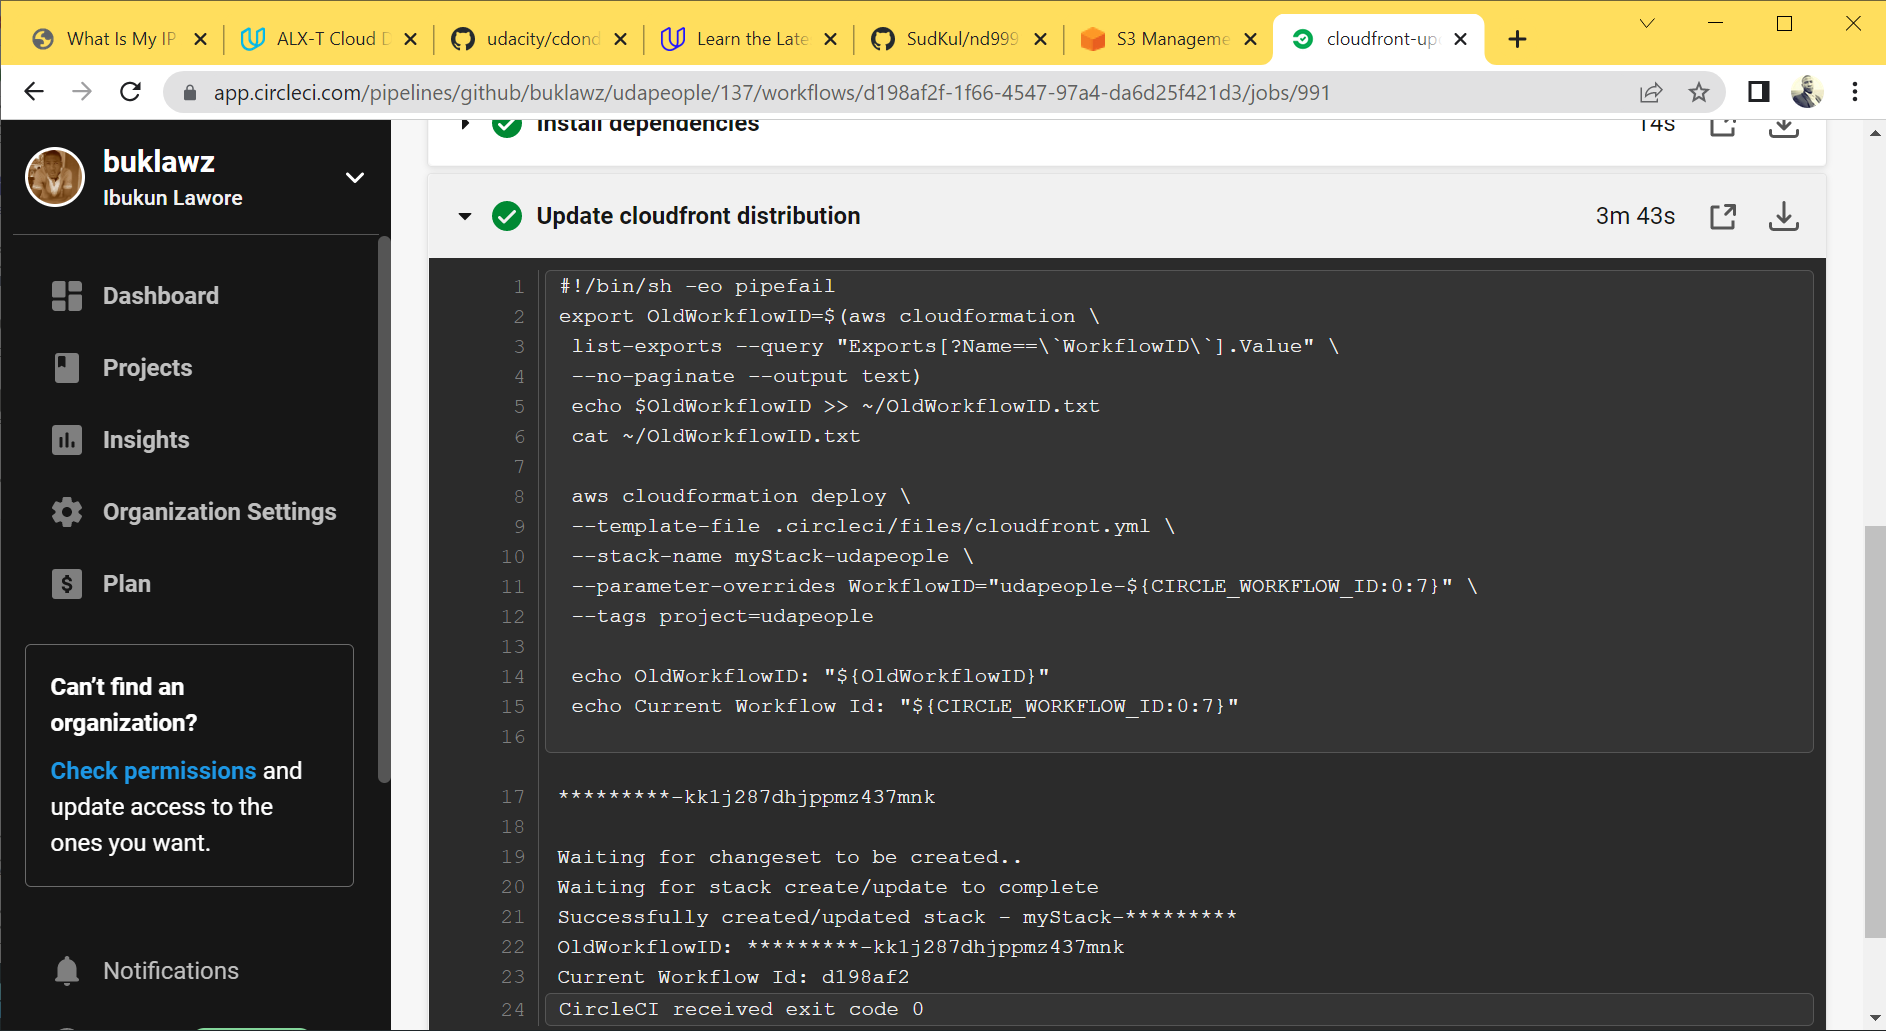 What Is My IP
ALX-T Cloud D
udacity/cdond
Learn the Late
SudKul/nd999
S3 Manageme
cloudfront-up
app.circleci.com/pipelines/github/buklawz/udapeople/137/workflows/d198af2f-1f66-4547-97a4-da6d25f421d3/jobs/991
buklawz
Ibukun Lawore
Dashboard
Projects
Insights
Organization Settings
Plan
Can’t find an
organization?
Check permissions and
update access to the
ones you want.
Notifications
Install dependencies
14s
Update cloudfront distribution
3m 43s
1 #!/bin/sh -eo pipefail
2 export OldWorkflowID=$(aws cloudformation \
3 list-exports --query "Exports[?Name==\`WorkflowID\`].Value" \
4 --no-paginate --output text)
5 echo $OldWorkflowID >> ~/OldWorkflowID.txt
6 cat ~/OldWorkflowID.txt
7
8 aws cloudformation deploy \
9 --template-file .circleci/files/cloudfront.yml \
10 --stack-name myStack-udapeople \
11 --parameter-overrides WorkflowID="udapeople-${CIRCLE_WORKFLOW_ID:0:7}" \
12 --tags project=udapeople
13
14 echo OldWorkflowID: "${OldWorkflowID}"
15 echo Current Workflow Id: "${CIRCLE_WORKFLOW_ID:0:7}"
16
17 *********-kk1j287dhjppmz437mnk
18
19 Waiting for changeset to be created..
20 Waiting for stack create/update to complete
21 Successfully created/updated stack - myStack-*********
22 OldWorkflowID: *********-kk1j287dhjppmz437mnk
23 Current Workflow Id: d198af2
24 CircleCI received exit code 0